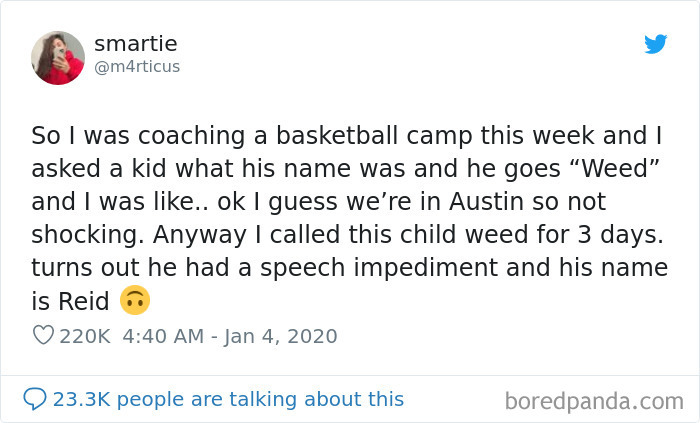 smartie
@m4rticus
So I was coaching a basketball camp this week and I
asked a kid what his name was and he goes “Weed”
and I was like.. ok I guess we’re in Austin so not
shocking. Anyway I called this child weed for 3 days.
turns out he had a speech impediment and his name
is Reid 🙃
220K 4:40 AM - Jan 4, 2020
23.3K people are talking about this
boredpanda.com